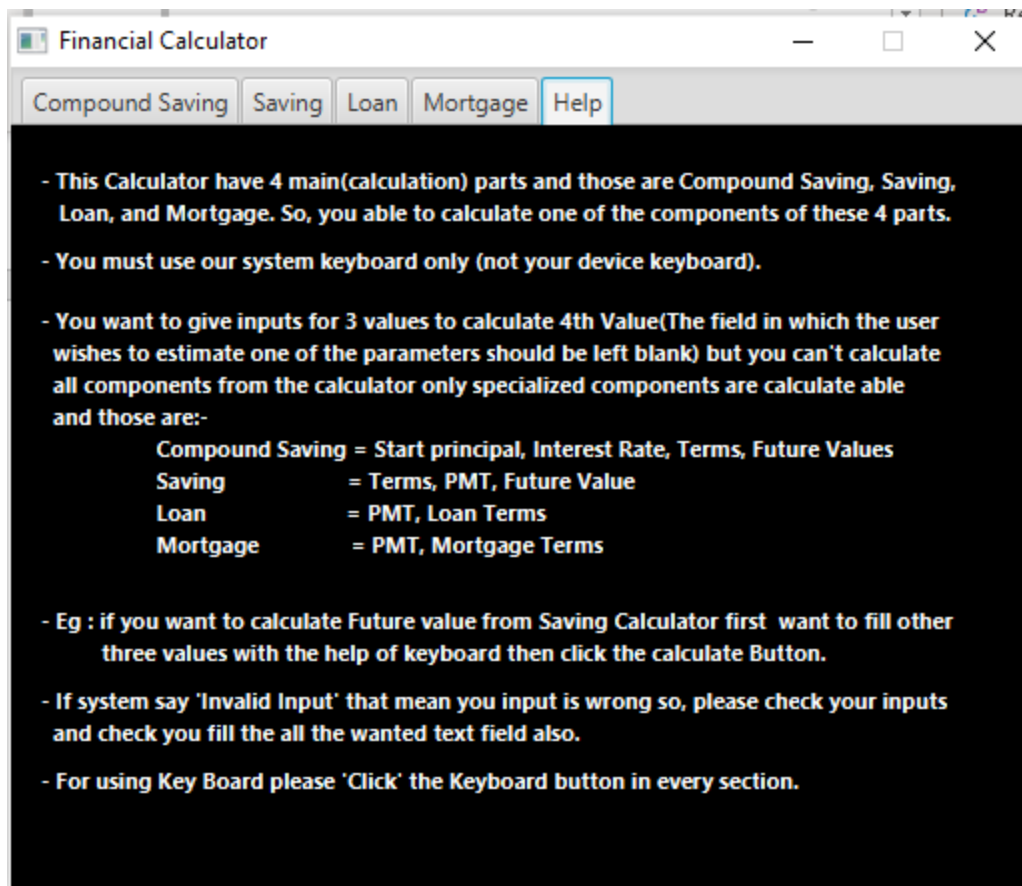 Financial Calculator
Compound Saving Saving Loan Mortgage Help
- This Calculator have 4 main(calculation) parts and those are Compound Saving, Saving,
Loan, and Mortgage. So, you able to calculate one of the components of these 4 parts.
- You must use our system keyboard only (not your device keyboard).
- You want to give inputs for 3 values to calculate 4th Value(The field in which the user
wishes to estimate one of the parameters should be left blank) but you can't calculate
all components from the calculator only specialized components are calculate able
and those are:-
Compound Saving = Start principal, Interest Rate, Terms, Future Values
Saving = Terms, PMT, Future Value
Loan = PMT, Loan Terms
Mortgage = PMT, Mortgage Terms
- Eg : if you want to calculate Future value from Saving Calculator first want to fill other
three values with the help of keyboard then click the calculate Button.
- If system say 'Invalid Input' that mean you input is wrong so, please check your inputs
and check you fill the all the wanted text field also.
- For using Key Board please 'Click' the Keyboard button in every section.